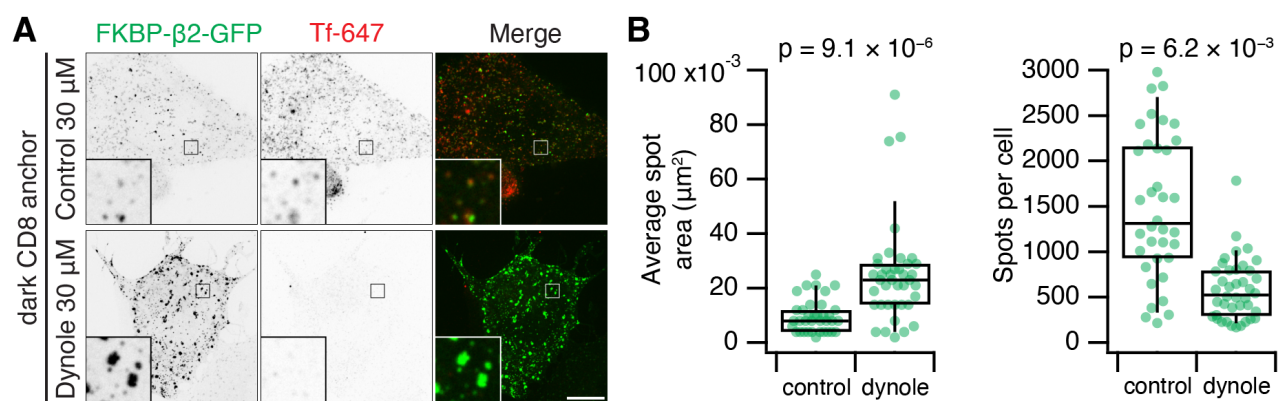 A
FKBP-β2-GFP Tf-647 Merge
dark CD8 anchor
Control 30 µM
Dynole 30 µM
B
p = 9.1 × 10⁻⁶
Average spot
area (µm²)
100 x10⁻³
80
60
40
20
0
control dynole
p = 6.2 × 10⁻³
Spots per cell
3000
2500
2000
1500
1000
500
0
control dynole